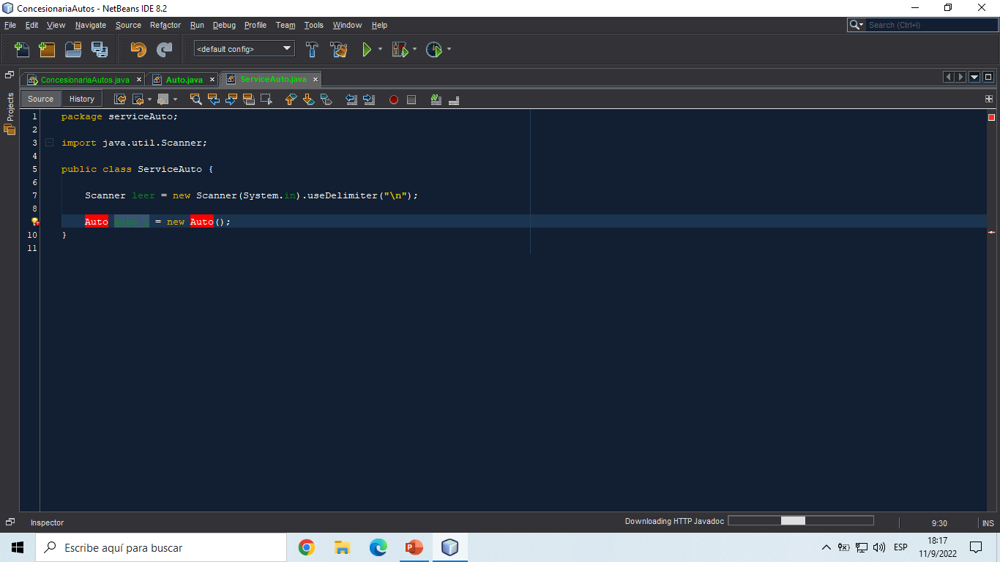 ConcesionariaAutos - NetBeans IDE 8.2
File Edit View Navigate Source Refactor Run Debug Profile Team Tools Window Help
Search (Ctrl+I)
<default config>
ConcesionariaAutos.java Auto.java ServiceAuto.java
Projects
Source History
1 package serviceAuto;
2
3 import java.util.Scanner;
4
5 public class ServiceAuto {
6
7 Scanner leer = new Scanner(System.in).useDelimiter("\n");
8
Auto = new Auto();
10 }
11
Inspector
Downloading HTTP Javadoc
9:30 INS
Escribe aquí para buscar
ESP
18:17
11/9/2022